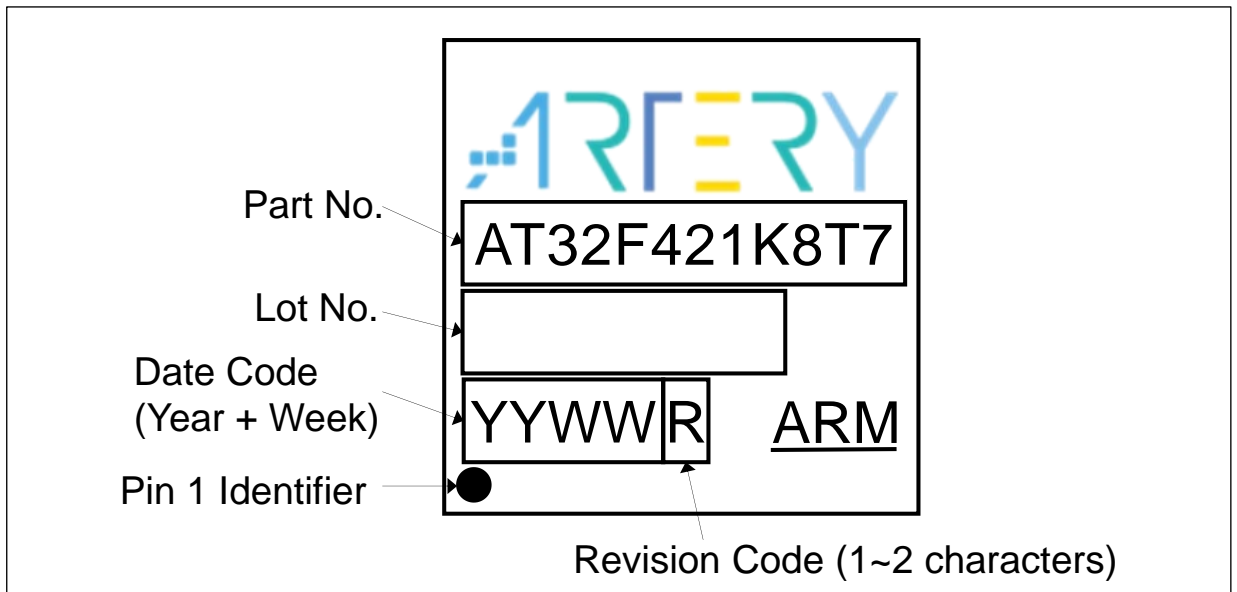 ARTERY
Part No.
AT32F421K8T7
Lot No.
Date Code
(Year + Week)
YYWW R
ARM
Pin 1 Identifier
Revision Code (1~2 characters)